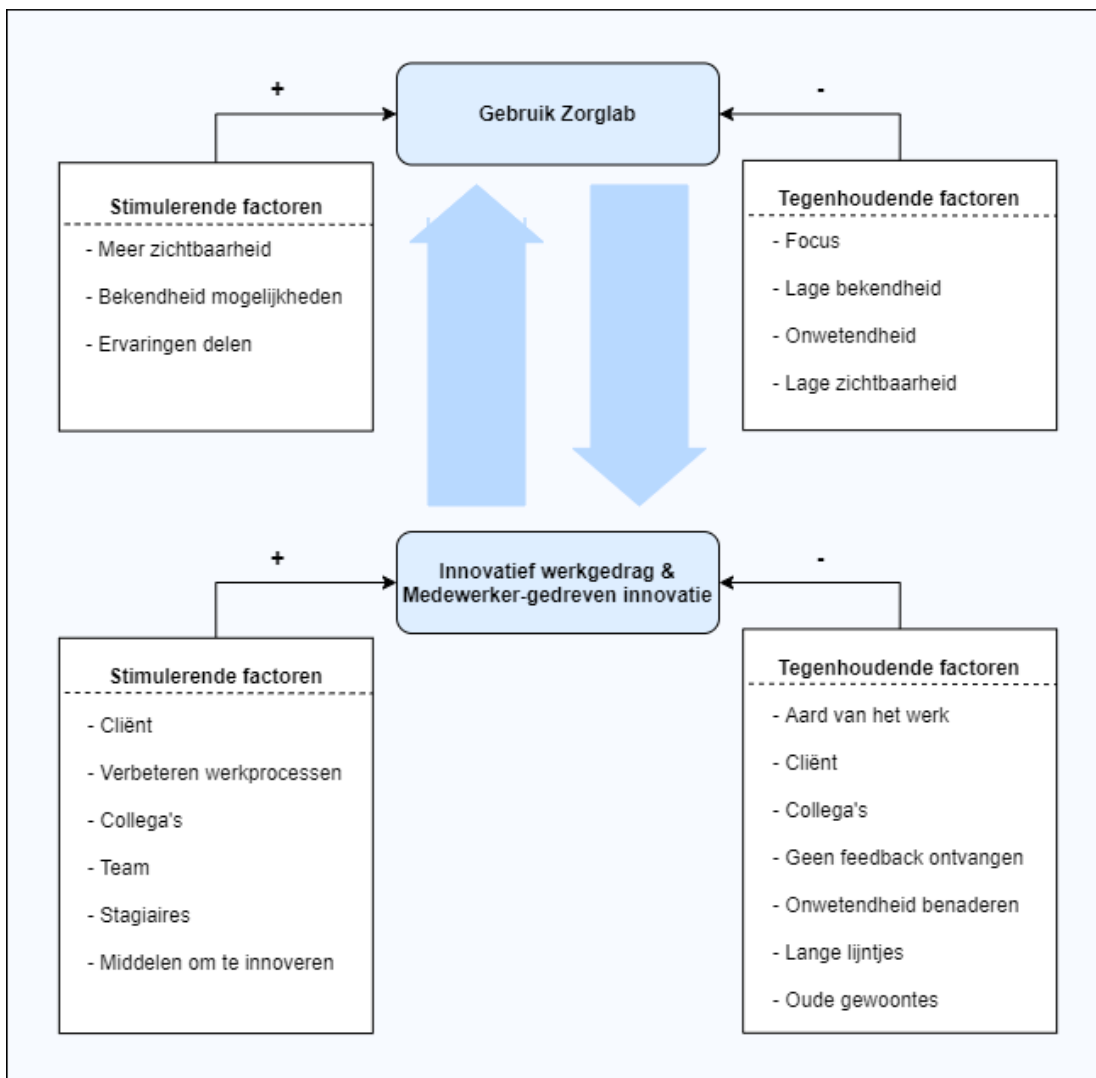 +
-
Gebruik Zorglab
Stimulerende factoren
- Meer zichtbaarheid
- Bekendheid mogelijkheden
- Ervaringen delen
Tegenhoudende factoren
- Focus
- Lage bekendheid
- Onwetendheid
- Lage zichtbaarheid
+
-
Innovatief werkgedrag &
Medewerker-gedreven innovatie
Stimulerende factoren
- Cliënt
- Verbeteren werkprocessen
- Collega's
- Team
- Stagiaires
- Middelen om te innoveren
Tegenhoudende factoren
- Aard van het werk
- Cliënt
- Collega's
- Geen feedback ontvangen
- Onwetendheid benaderen
- Lange lijntjes
- Oude gewoontes